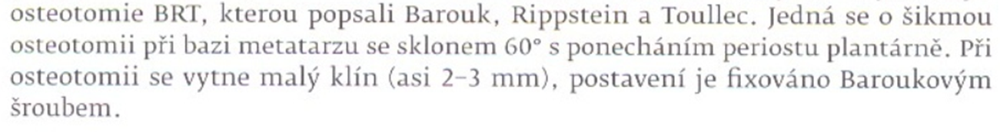 osteotomie BRT, kterou popsali Barouk, Rippstein a Toullec. Jedná se o šikmou
osteotomii při bazi metatarzu se sklonem 60° s ponecháním periostu plantárně. Při
osteotomii se vytne malý klín (asi 2–3 mm), postavení je fixováno Baroukovým
šroubem.